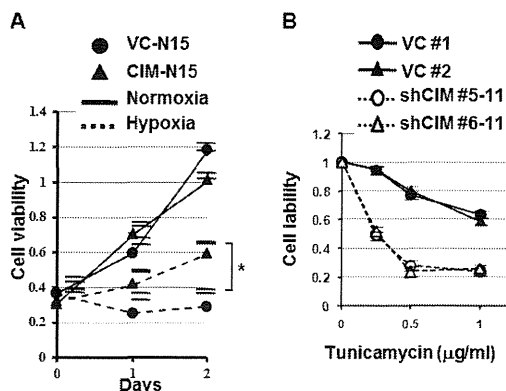 A
VC-N15
CIM-N15
Normoxia
Hypoxia
Cell viability
1.4
1.2
1
0.8
0.6
0.4
0.2
0
0
1
2
Days
*
B
VC #1
VC #2
shCIM #5-11
shCIM #6-11
Cell iability
1.2
1
0.8
0.6
0.4
0.2
0
0
0.5
1
Tunicamycin (μg/ml)